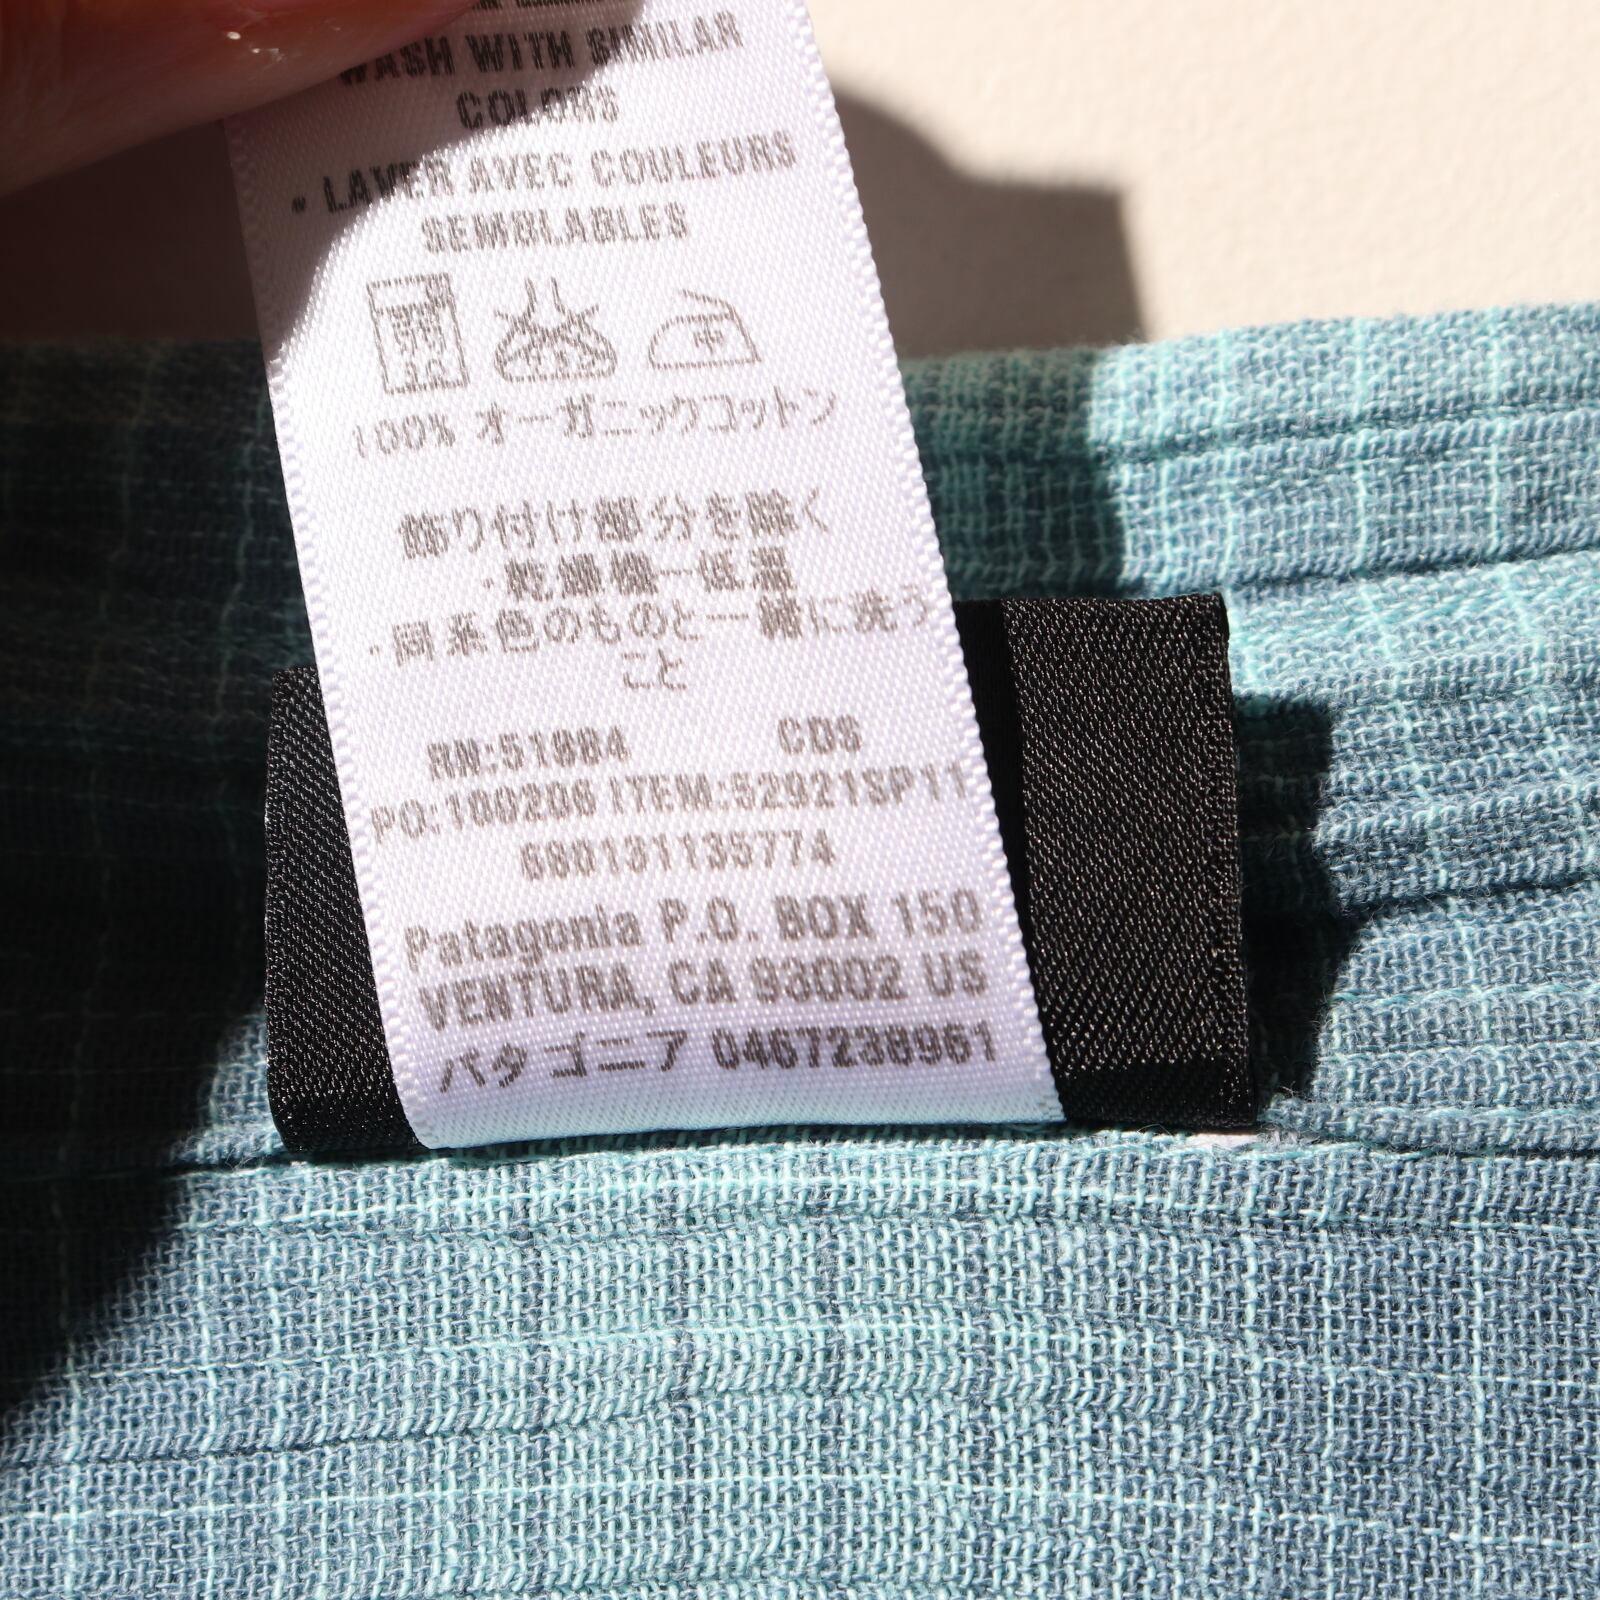 WASH WITH SIMILAR
COLORS
・LAVER AVEC COULEURS
SEMBLABLES
100% オーガニックコットン
飾り付け部分を除く
・乾燥機-低温
・同系色のものと一緒に洗う
こと
RN:51884 CDS
PO:100206 ITEM:52921SP11
680131135774
Patagonia P.O. BOX 150
VENTURA, CA 93002 US
パタゴニア 0467238961